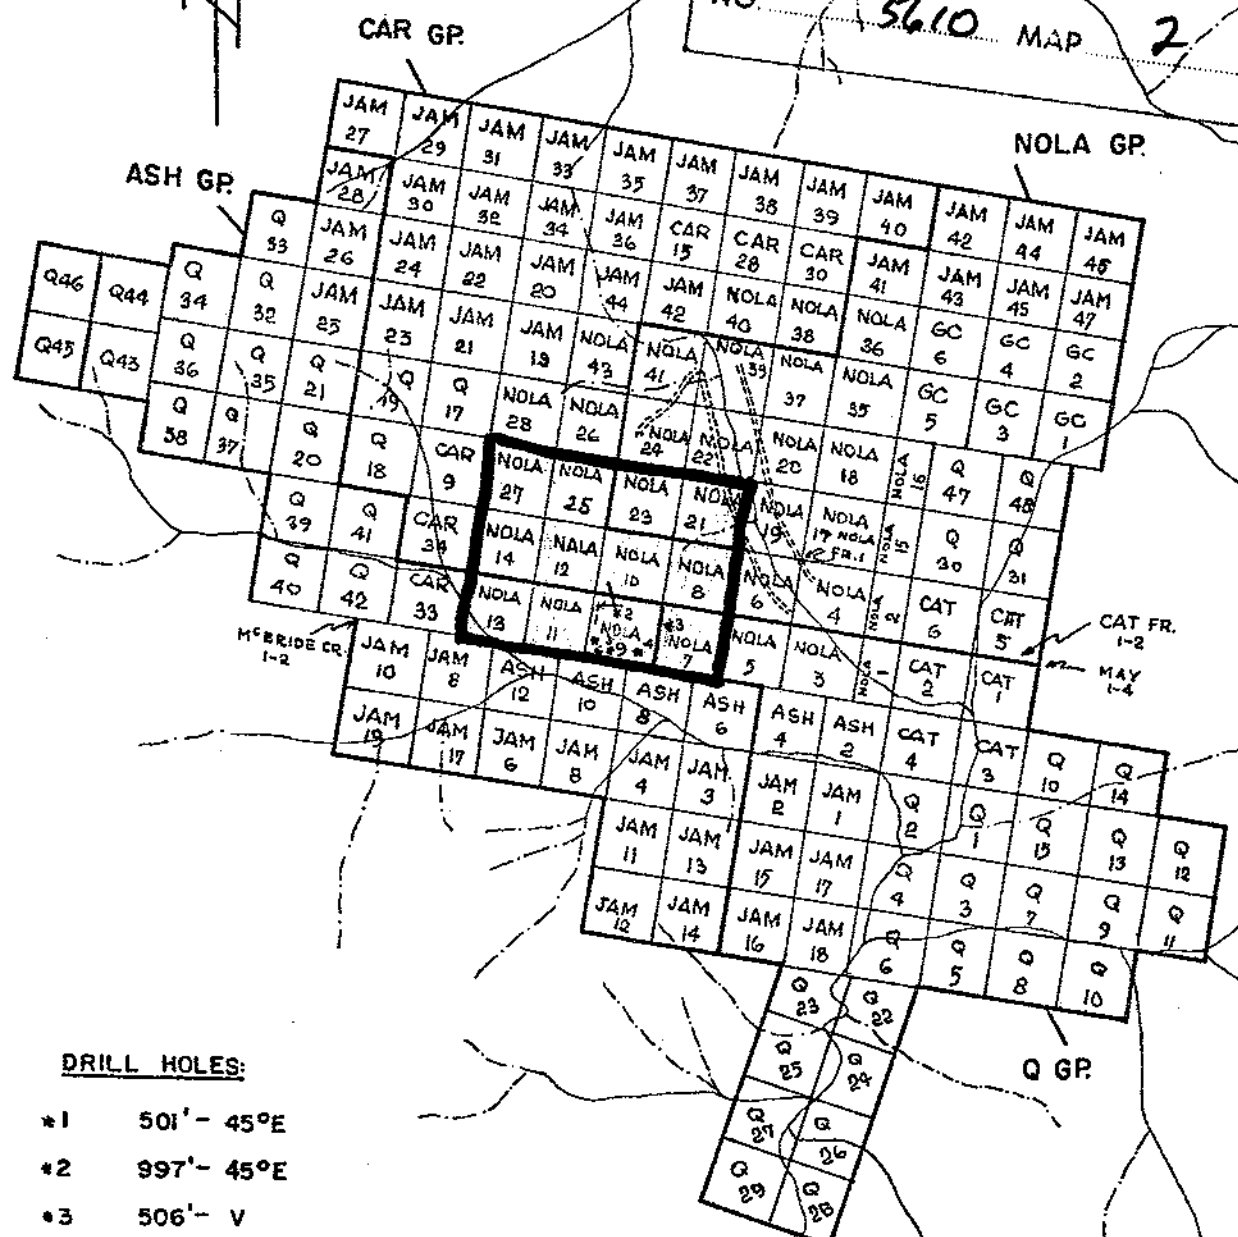 NO 5610 MAP 2
CAR GP.
NOLA GP.
ASH GP.
JAM 27 JAM 29 JAM 31 JAM 33 JAM 35 JAM 37 JAM 38 JAM 39 JAM 40 JAM 42 JAM 44 JAM 45
JAM 28 JAM 30 JAM 32 JAM 34 JAM 36 CAR 15 CAR 28 CAR 30 JAM 41 JAM 43 JAM 45 JAM 47
Q 33 JAM 26 JAM 24 JAM 22 JAM 20 JAM 44 JAM 42 NOLA 40 NOLA 38 NOLA 36 GC 6 GC 4 GC 2
Q46 Q44 Q 34 Q 32 JAM 25 JAM 23 JAM 21 JAM 19 NOLA 43 NOLA 41 NOLA 39 NOLA 37 NOLA 35 GC 5 GC 3 GC 1
Q45 Q43 Q 36 Q 35 Q 21 Q 19 Q 17 NOLA 28 NOLA 26 NOLA 24 NOLA 22 NOLA 20 NOLA 18 NOLA 16 Q 47 Q 48
Q 38 Q 37 Q 20 Q 18 CAR 9 NOLA 27 NOLA 25 NOLA 23 NOLA 21 NOLA 19 NOLA 17 NOLA FR. 1 NOLA 15 Q 30 Q 31
Q 39 Q 41 CAR 34 NOLA 14 NALA 12 NOLA 10 NOLA 8 NOLA 6 NOLA 4 NOLA 2 CAT 6 CAT 5
Q 40 Q 42 CAR 33 NOLA 13 NOLA 11 NOLA 9 NOLA 7 NOLA 5 NOLA 3 NOLA 1 CAT 2 CAT 1
*2 *3 *4
CAT FR. 1-2
MAY 1-4
McBRIDE CR. 1-2
JAM 10 JAM 8 ASH 12 ASH 10 ASH 8 ASH 6 ASH 4 ASH 2 CAT 4 CAT 3 Q 10 Q 14
JAM 19 JAM 17 JAM 6 JAM 8 JAM 4 JAM 3 JAM 2 JAM 1 Q 2 Q 1 Q 15 Q 13 Q 12
JAM 11 JAM 13 JAM 15 JAM 17 Q 4 Q 3 Q 7 Q 9 Q 11
JAM 12 JAM 14 JAM 16 JAM 18 Q 6 Q 5 Q 8 Q 10
Q 23 Q 22
Q 25 Q 24
Q 27 Q 26
Q 29 Q 28
Q GP.
DRILL HOLES:
*1 501'- 45°E
*2 997'- 45°E
*3 506'- V